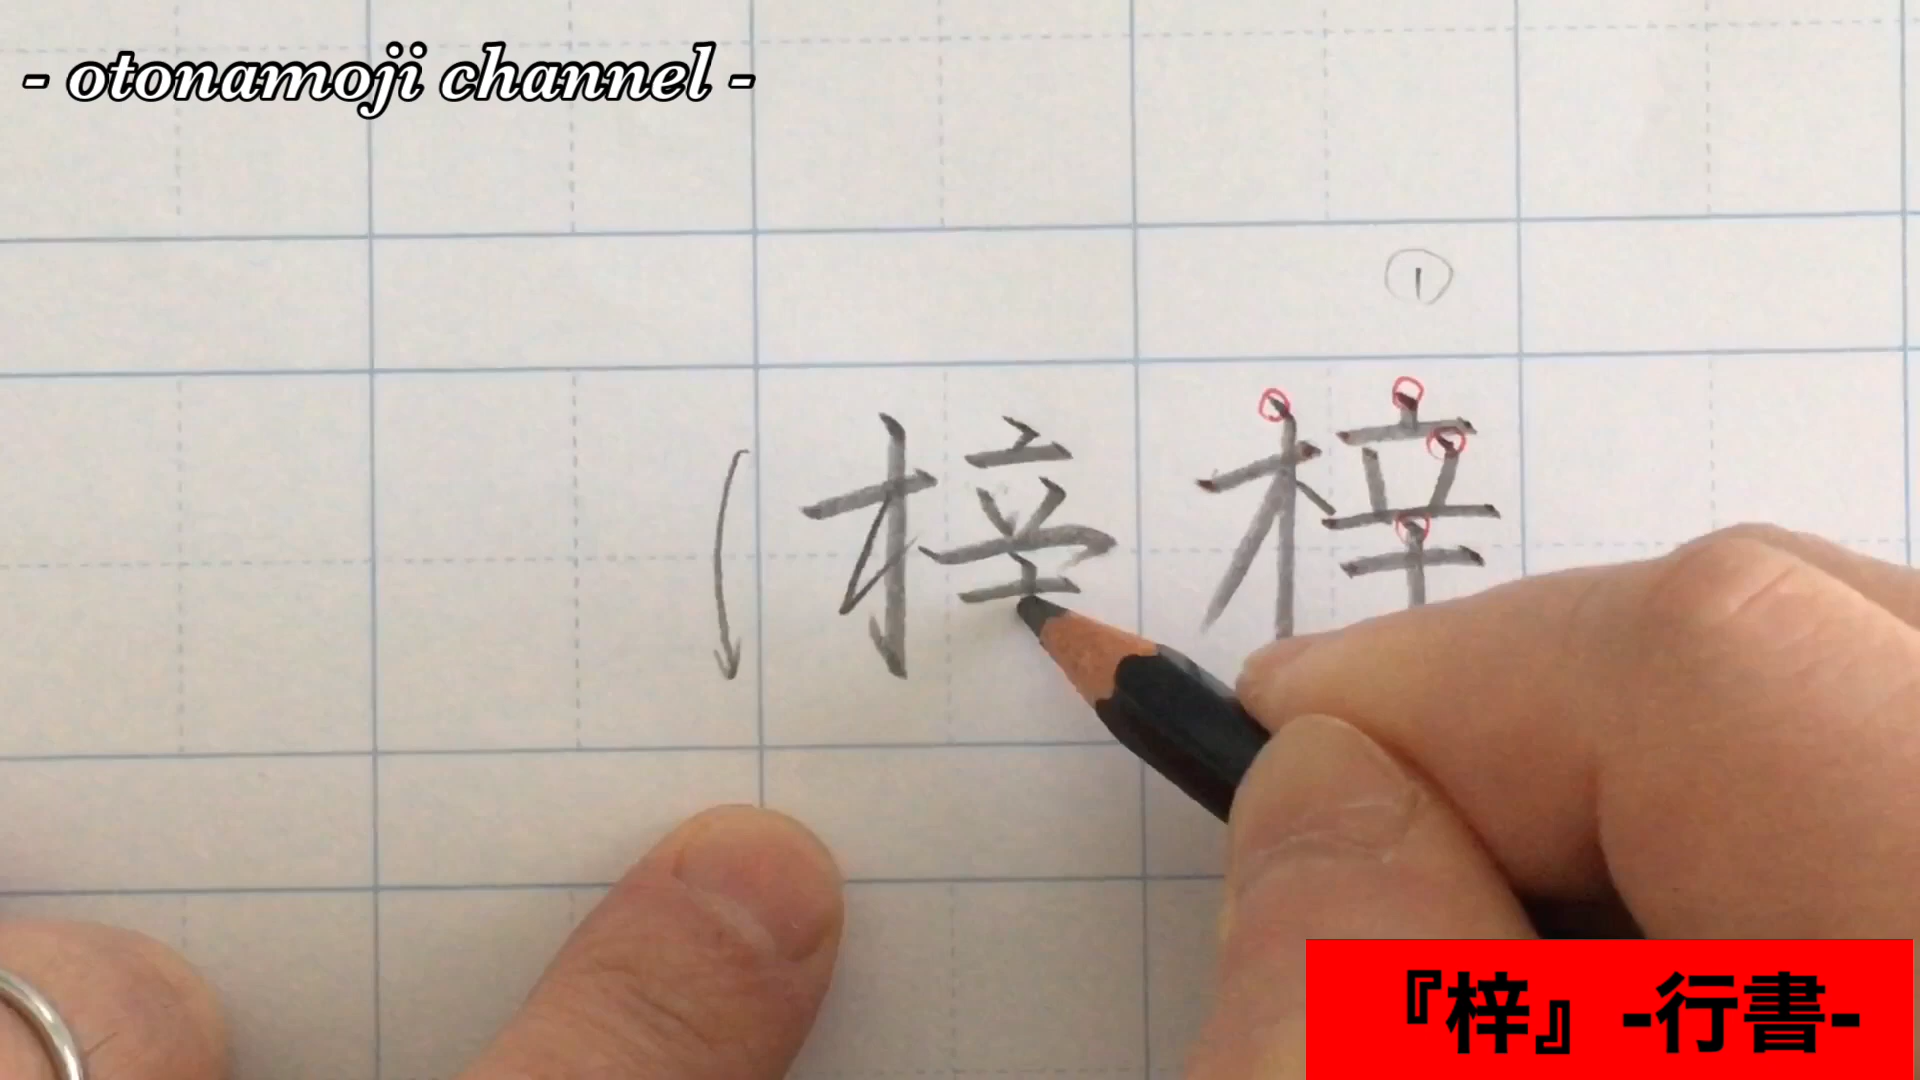 - otonamoji channel -
①
梓 梓
『梓』-行書-